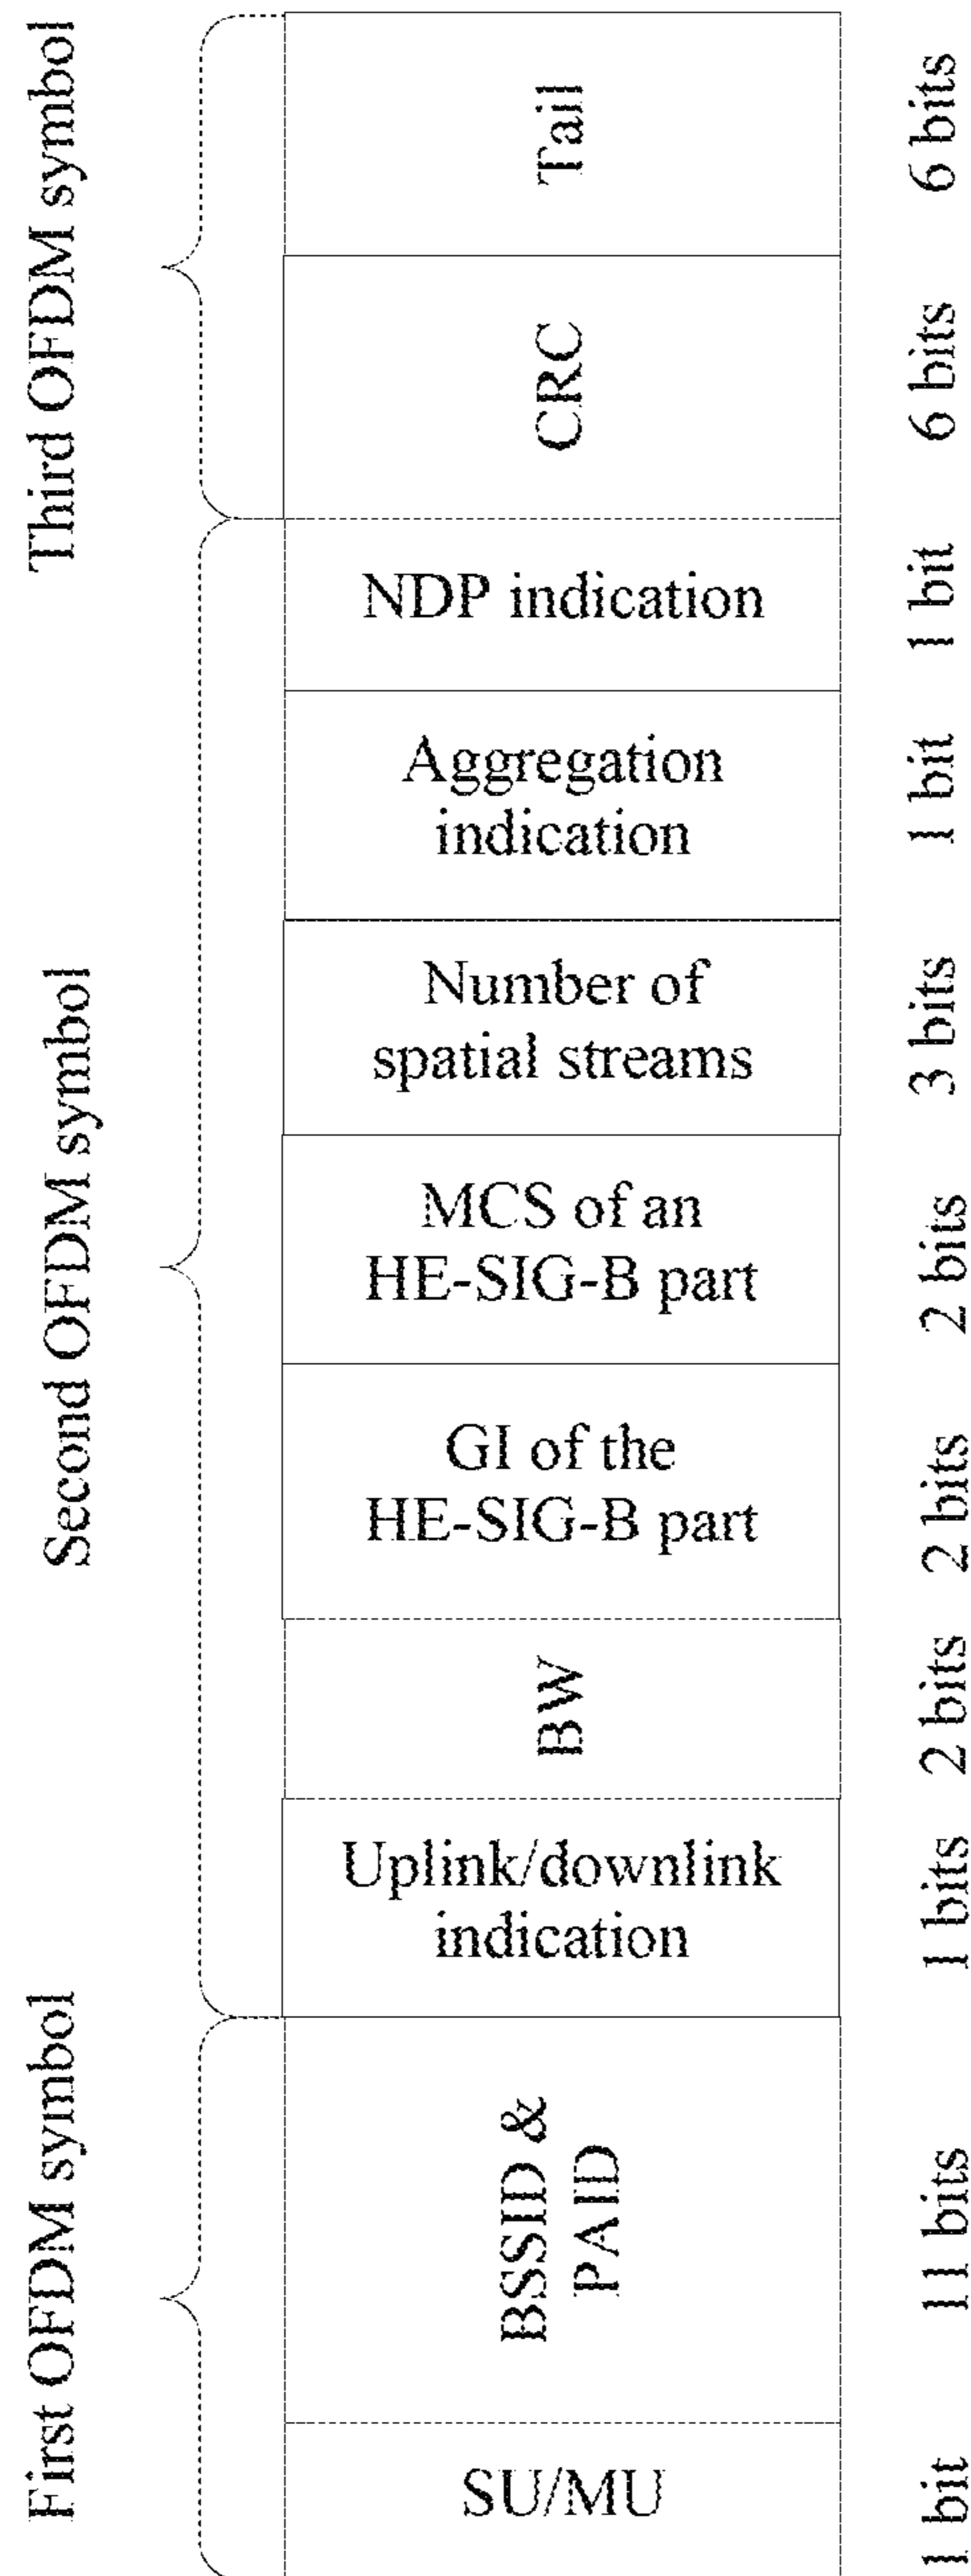 First OFDM symbol
Second OFDM symbol
Third OFDM symbol
SU/MU
BSSID &
PAID
Uplink/downlink
indication
BW
GI of the
HE-SIG-B part
MCS of an
HE-SIG-B part
Number of
spatial streams
Aggregation
indication
NDP indication
CRC
Tail
1 bit
11 bits
1 bits
2 bits
2 bits
2 bits
3 bits
1 bit
1 bit
6 bits
6 bits